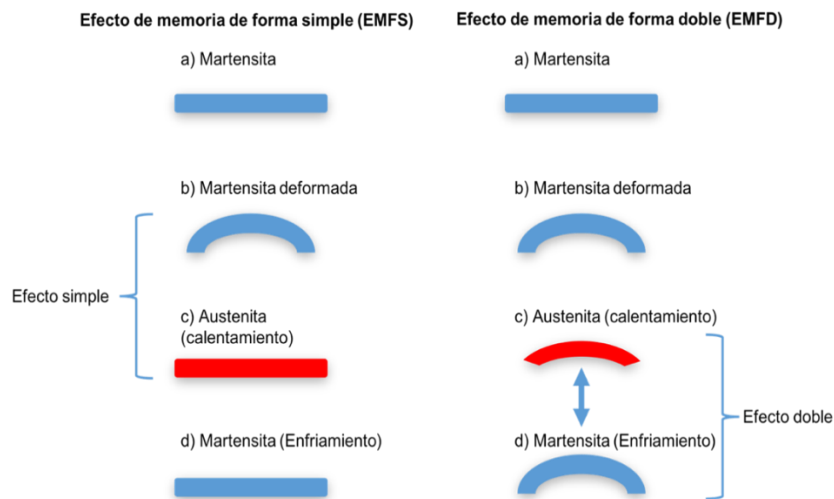 Efecto de memoria de forma simple (EMFS)
a) Martensita
b) Martensita deformada
Efecto simple
c) Austenita
(calentamiento)
d) Martensita (Enfriamiento)
Efecto de memoria de forma doble (EMFD)
a) Martensita
b) Martensita deformada
c) Austenita (calentamiento)
Efecto doble
d) Martensita (Enfriamiento)